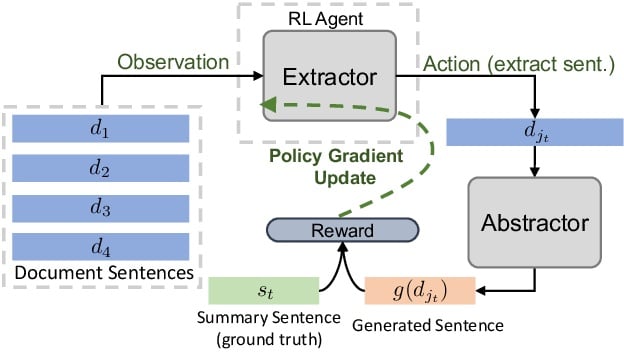 RL Agent
Observation
Extractor
Action (extract sent.)
d_1
d_2
d_3
d_4
Document Sentences
d_{j_t}
Policy Gradient
Update
Abstractor
Reward
s_t
g(d_{j_t})
Summary Sentence
(ground truth)
Generated Sentence